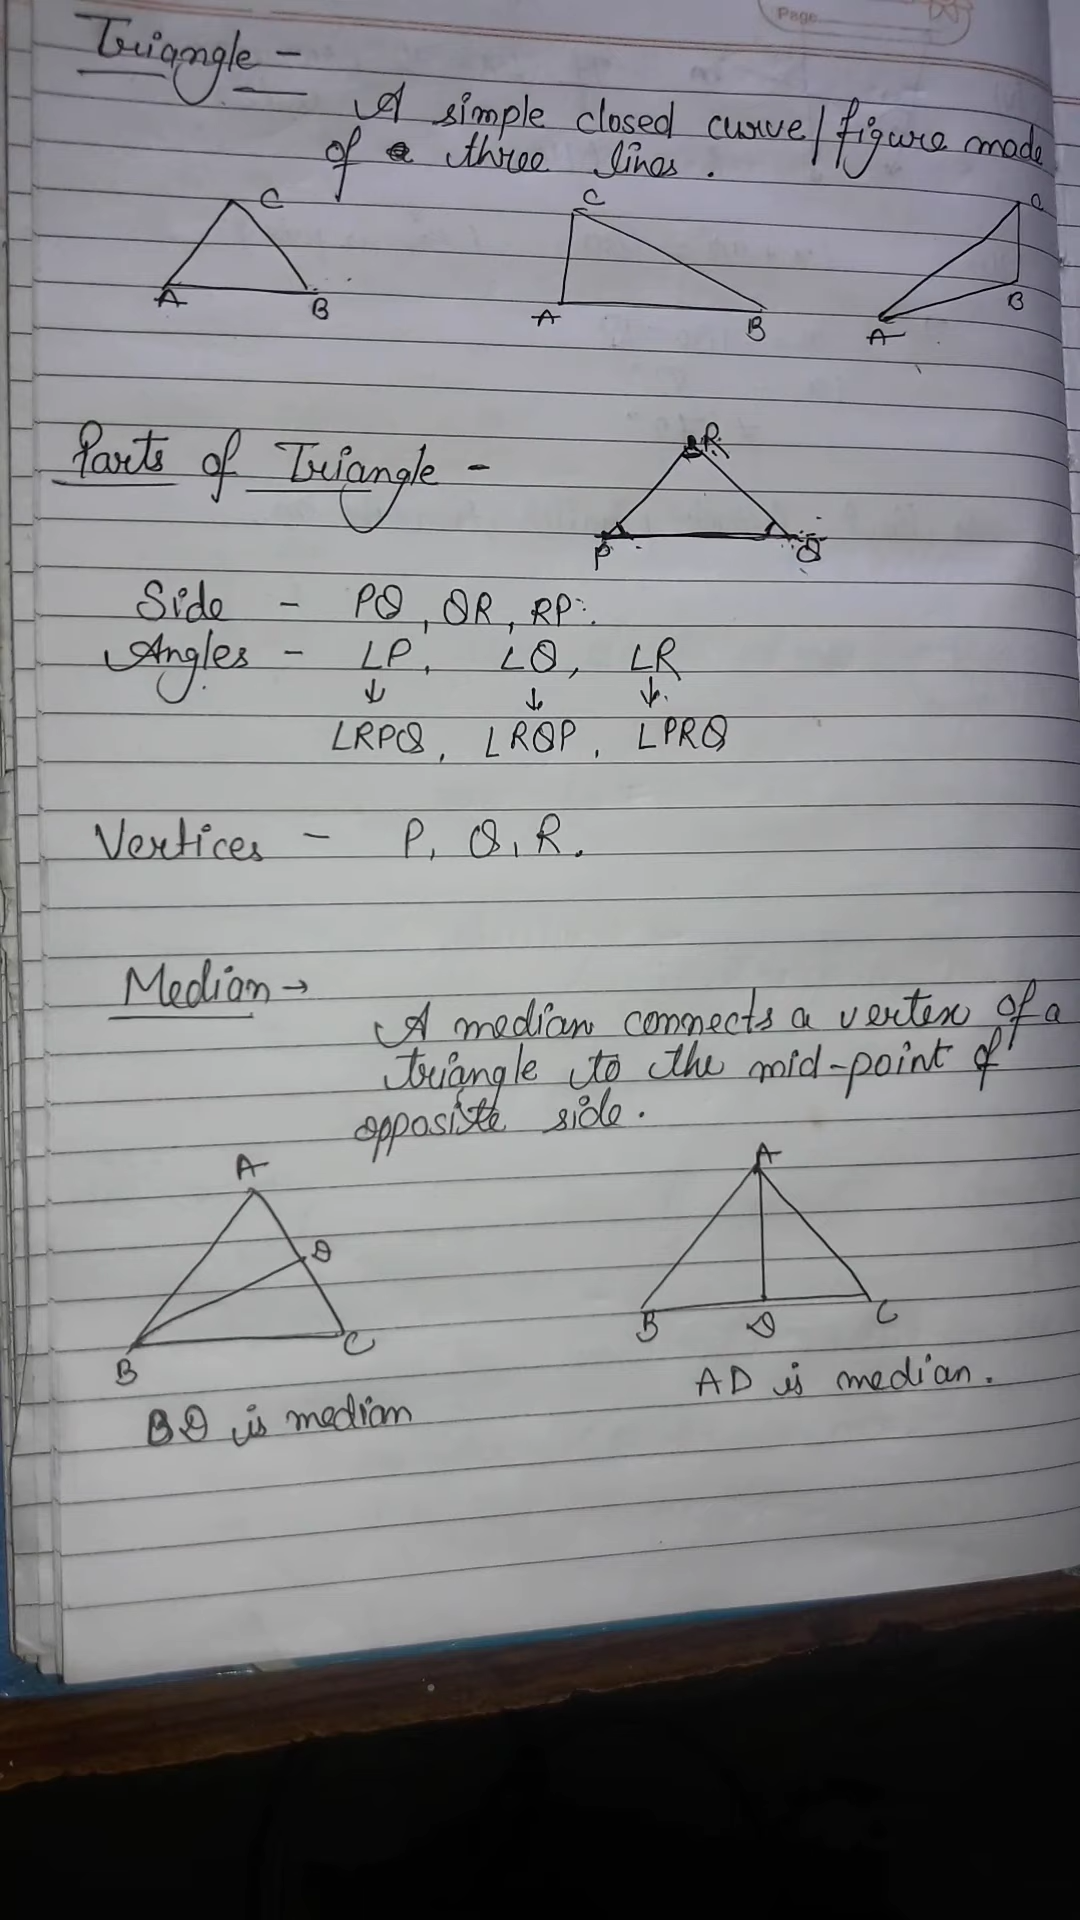 Page
Triangle -
A simple closed curve/figure made
of three lines.
C C C
A B A B A B
Parts of Triangle -
R
P Q
Side - PQ, QR, RP.
Angles - ∠P, ∠Q, ∠R
↓ ↓ ↓
∠RPQ, ∠RQP, ∠PRQ
Vertices - P, Q, R.
Median →
A median connects a vertex of a
triangle to the mid-point of
opposite side.
A A
D
B C B D C
BD is median AD is median.